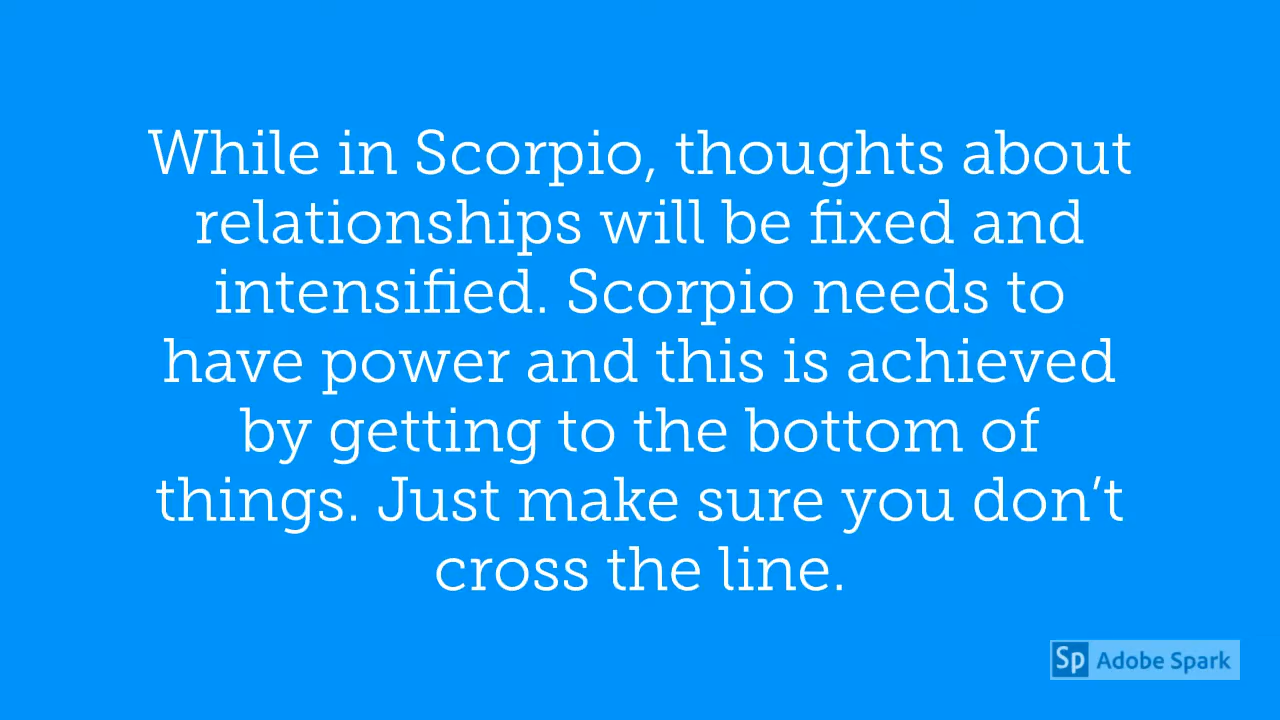 While in Scorpio, thoughts about
relationships will be fixed and
intensified. Scorpio needs to
have power and this is achieved
by getting to the bottom of
things. Just make sure you don’t
cross the line.
Sp Adobe Spark